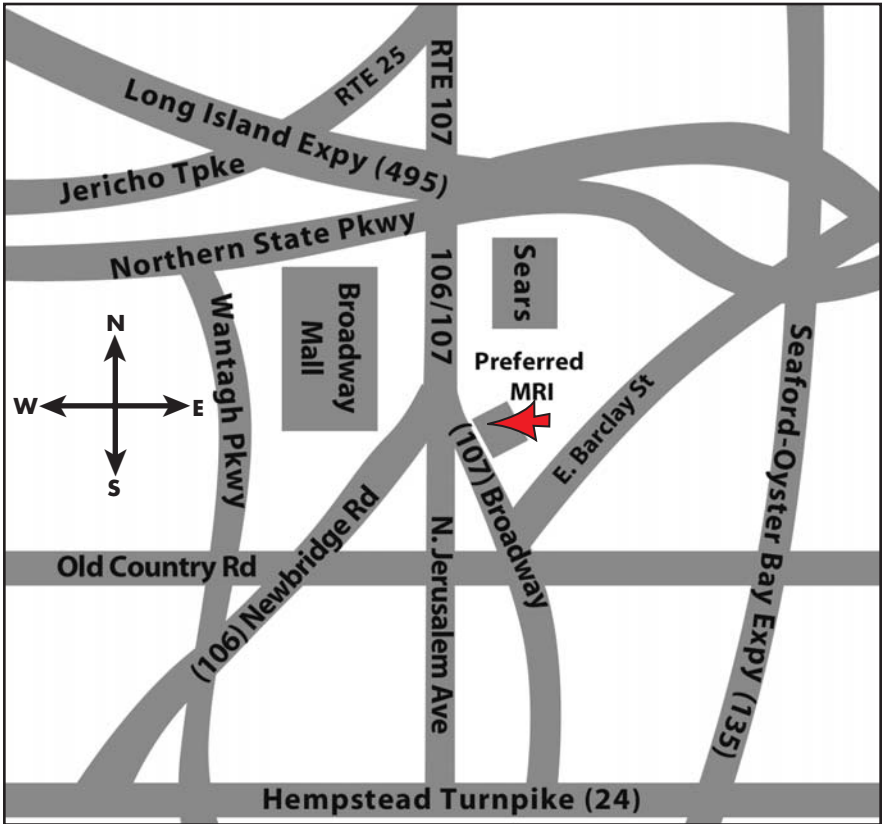 RTE 25
RTE 107
Long Island Expy (495)
Jericho Tpke
Northern State Pkwy
106/107
Sears
Broadway
Mall
Wantagh Pkwy
N
W
E
S
Preferred
MRI
E. Barclay St
Seaford-Oyster Bay Expy (135)
(107) Broadway
(106) Newbridge Rd
N. Jerusalem Ave
Old Country Rd
Hempstead Turnpike (24)